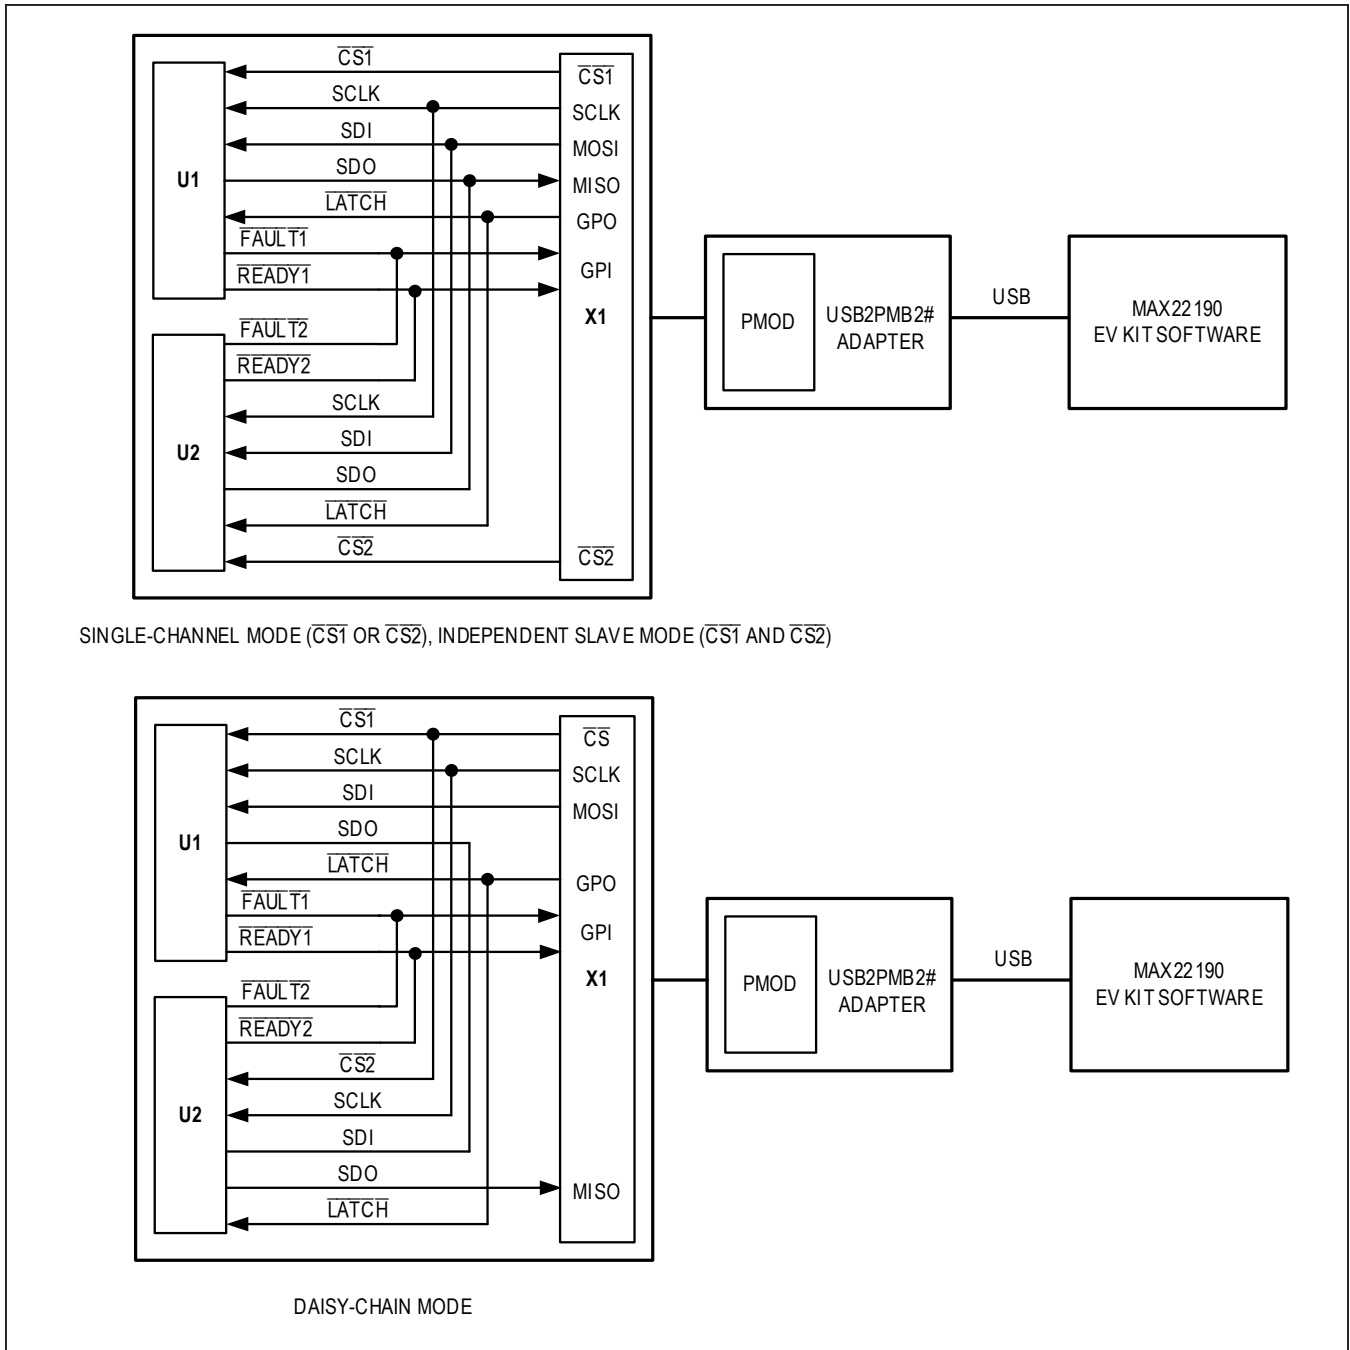 CS1
CS1
SCLK
SCLK
SDI
MOSI
SDO
MISO
U1
LATCH
GPO
FAULT1
GPI
READY1
X1
FAULT2
READY2
SCLK
SDI
U2
SDO
LATCH
CS2
CS2
PMOD
USB2PMB2#
ADAPTER
USB
MAX22190
EV KIT SOFTWARE
SINGLE-CHANNEL MODE (CS1 OR CS2), INDEPENDENT SLAVE MODE (CS1 AND CS2)
CS1
CS
SCLK
SCLK
SDI
MOSI
SDO
U1
LATCH
GPO
FAULT1
GPI
READY1
X1
FAULT2
READY2
CS2
SCLK
U2
SDI
SDO
MISO
LATCH
PMOD
USB2PMB2#
ADAPTER
USB
MAX22190
EV KIT SOFTWARE
DAISY-CHAIN MODE